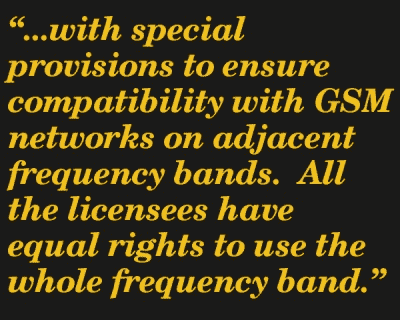 “...with special
provisions to ensure
compatibility with GSM
networks on adjacent
frequency bands.  All
the licensees have
equal rights to use the
whole frequency band.”